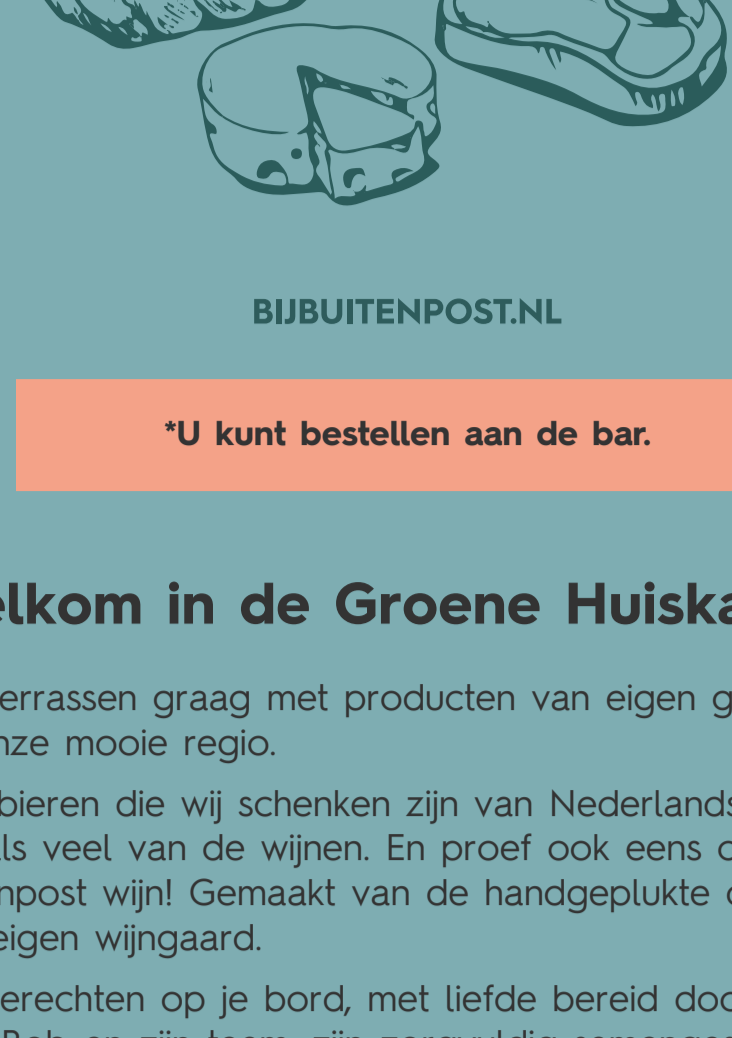 BIJBUITENPOST.NL
*U kunt bestellen aan de bar.
elkom in de Groene Huiska
errassen graag met producten van eigen g
nze mooie regio.
bieren die wij schenken zijn van Nederlands
ls veel van de wijnen. En proef ook eens o
npost wijn! Gemaakt van de handgeplukte
eigen wijngaard.
erechten op je bord, met liefde bereid doo